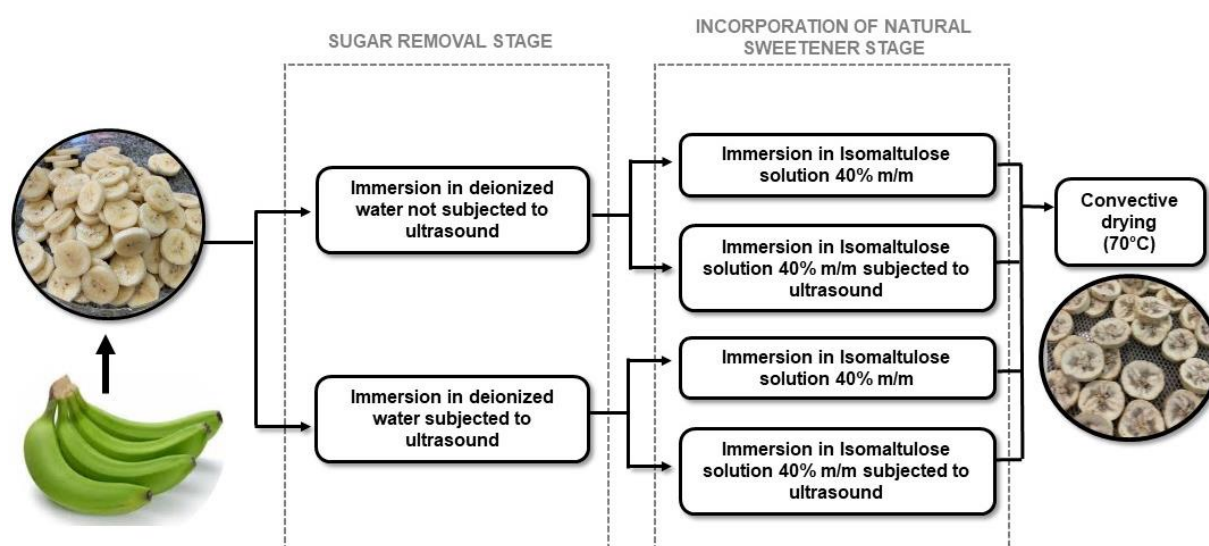 SUGAR REMOVAL STAGE
INCORPORATION OF NATURAL
SWEETENER STAGE
Immersion in deionized
water not subjected to
ultrasound
Immersion in deionized
water subjected to
ultrasound
Immersion in Isomaltulose
solution 40% m/m
Immersion in Isomaltulose
solution 40% m/m subjected to
ultrasound
Immersion in Isomaltulose
solution 40% m/m
Immersion in Isomaltulose
solution 40% m/m subjected to
ultrasound
Convective
drying
(70°C)